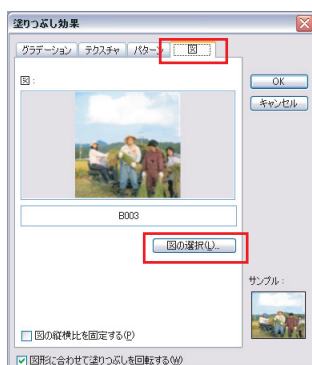 塗りつぶし効果
グラデーション テクスチャ パターン 図
図:
OK
キャンセル
B003
図の選択(L)...
サンプル:
図の縦横比を固定する(P)
図形に合わせて塗りつぶしを回転する(W)